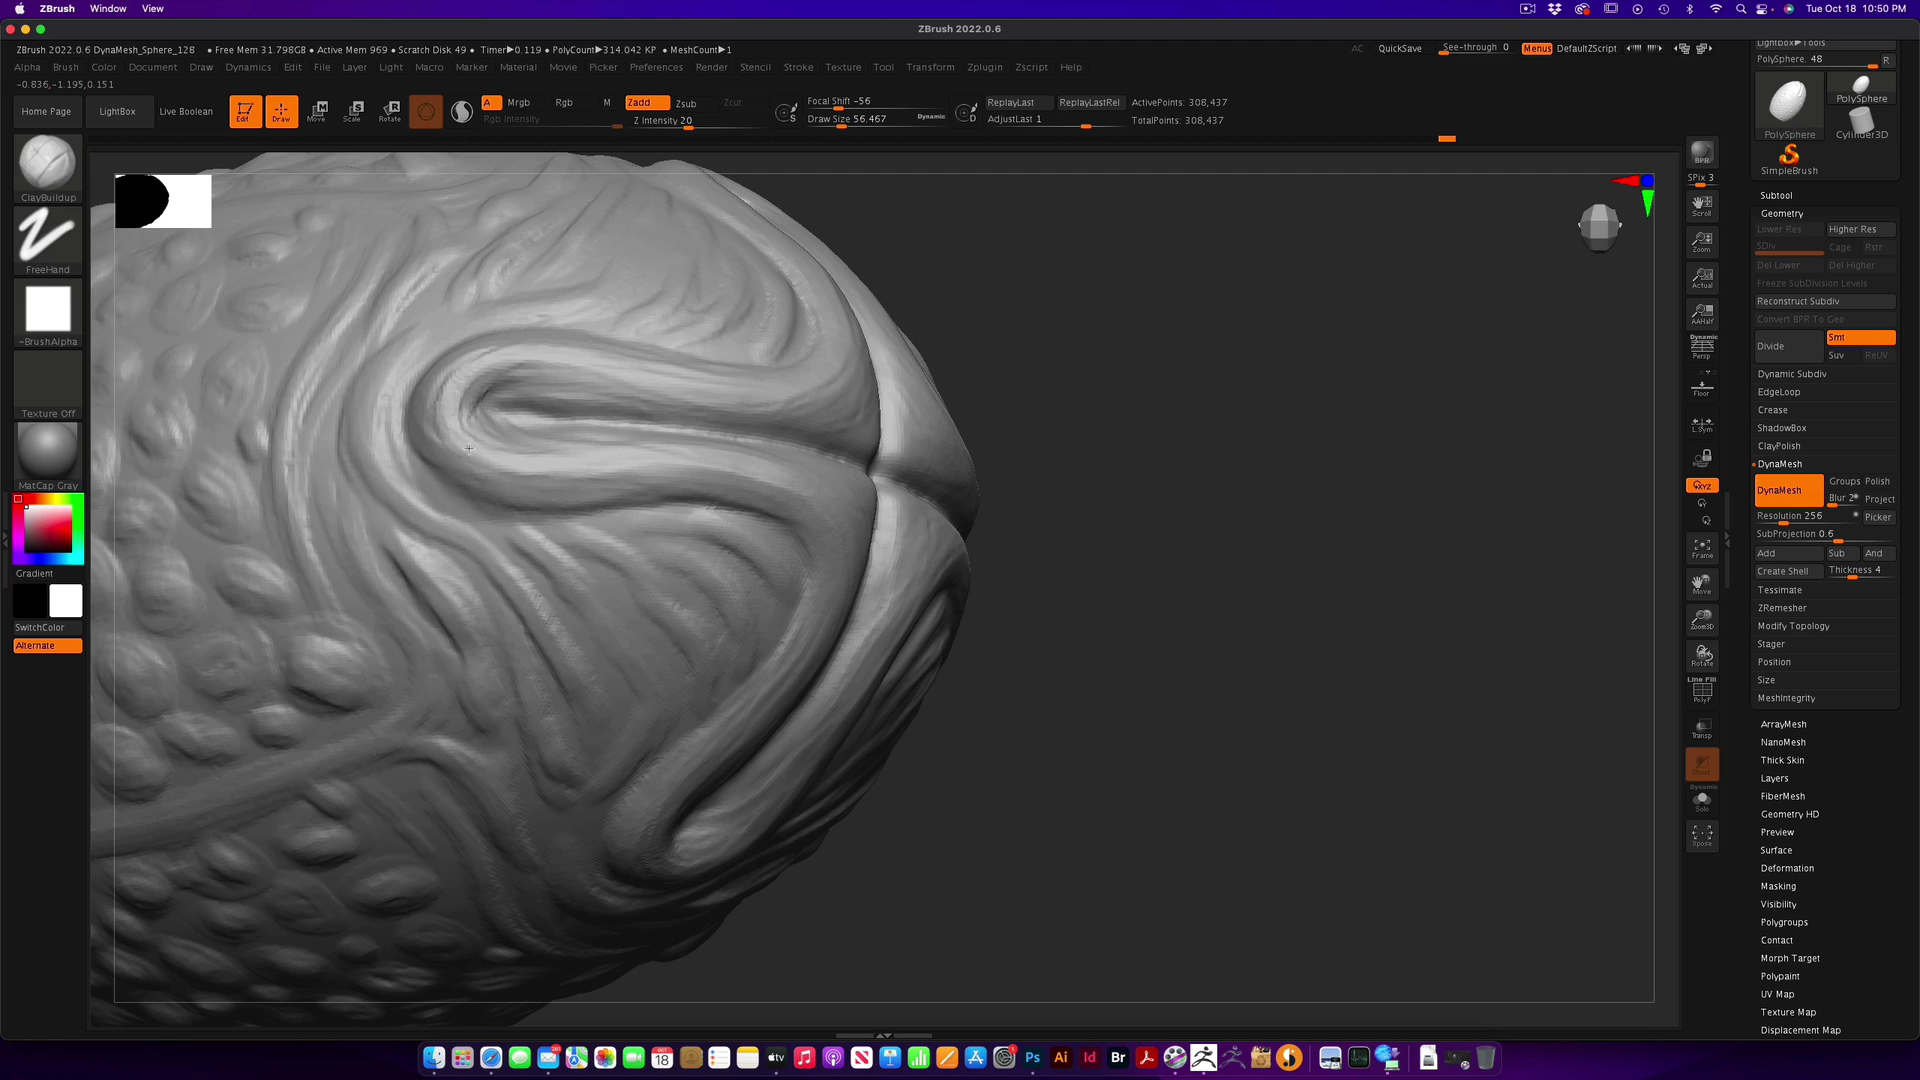 ZBrush Window View Tue Oct 18 10:50 PM
ZBrush 2022.0.6
ZBrush 2022.0.6 DynaMesh_Sphere_128 • Free Mem 31.798GB • Active Mem 969 • Scratch Disk 49 • Timer▶0.119 • PolyCount▶314.042 KP • MeshCount▶1
AC QuickSave See-through 0 Menus DefaultZScript
Alpha Brush Color Document Draw Dynamics Edit File Layer Light Macro Marker Material Movie Picker Preferences Render Stencil Stroke Texture Tool Transform Zplugin Zscript Help
-0.836,-1.195,0.151
Home Page LightBox Live Boolean
Edit Draw Move Scale Rotate
A Mrgb Rgb M
Rgb Intensity
Zadd Zsub Zcut
Z Intensity 20
S
Focal Shift -56
Draw Size 56.467 Dynamic
D
ReplayLast ReplayLastRel
AdjustLast 1
ActivePoints: 308,437
TotalPoints: 308,437
ClayBuildup
FreeHand
~BrushAlpha
Texture Off
MatCap Gray
Gradient
SwitchColor
Alternate
BPR
SPix 3
Scroll
Zoom
Actual
AAHalf
Dynamic
Persp
Floor
L.Sym
XYZ
Frame
Move
Zoom3D
Rotate
Line Fill
PolyF
Transp
Ghost
Dynamic
Solo
Xpose
Lightbox▶Tools
PolySphere. 48 R
PolySphere
PolySphere
Cylinder3D
SimpleBrush
Subtool
Geometry
Lower Res Higher Res
SDiv Cage Rstr
Del Lower Del Higher
Freeze SubDivision Levels
Reconstruct Subdiv
Convert BPR To Geo
Divide Smt
Suv ReUV
Dynamic Subdiv
EdgeLoop
Crease
ShadowBox
ClayPolish
DynaMesh
DynaMesh Groups Polish
Blur 2 Project
Resolution 256 Picker
SubProjection 0.6
Add Sub And
Create Shell Thickness 4
Tessimate
ZRemesher
Modify Topology
Stager
Position
Size
MeshIntegrity
ArrayMesh
NanoMesh
Thick Skin
Layers
FiberMesh
Geometry HD
Preview
Surface
Deformation
Masking
Visibility
Polygroups
Contact
Morph Target
Polypaint
UV Map
Texture Map
Displacement Map
OCT
18
tv
Ps Ai Id Br